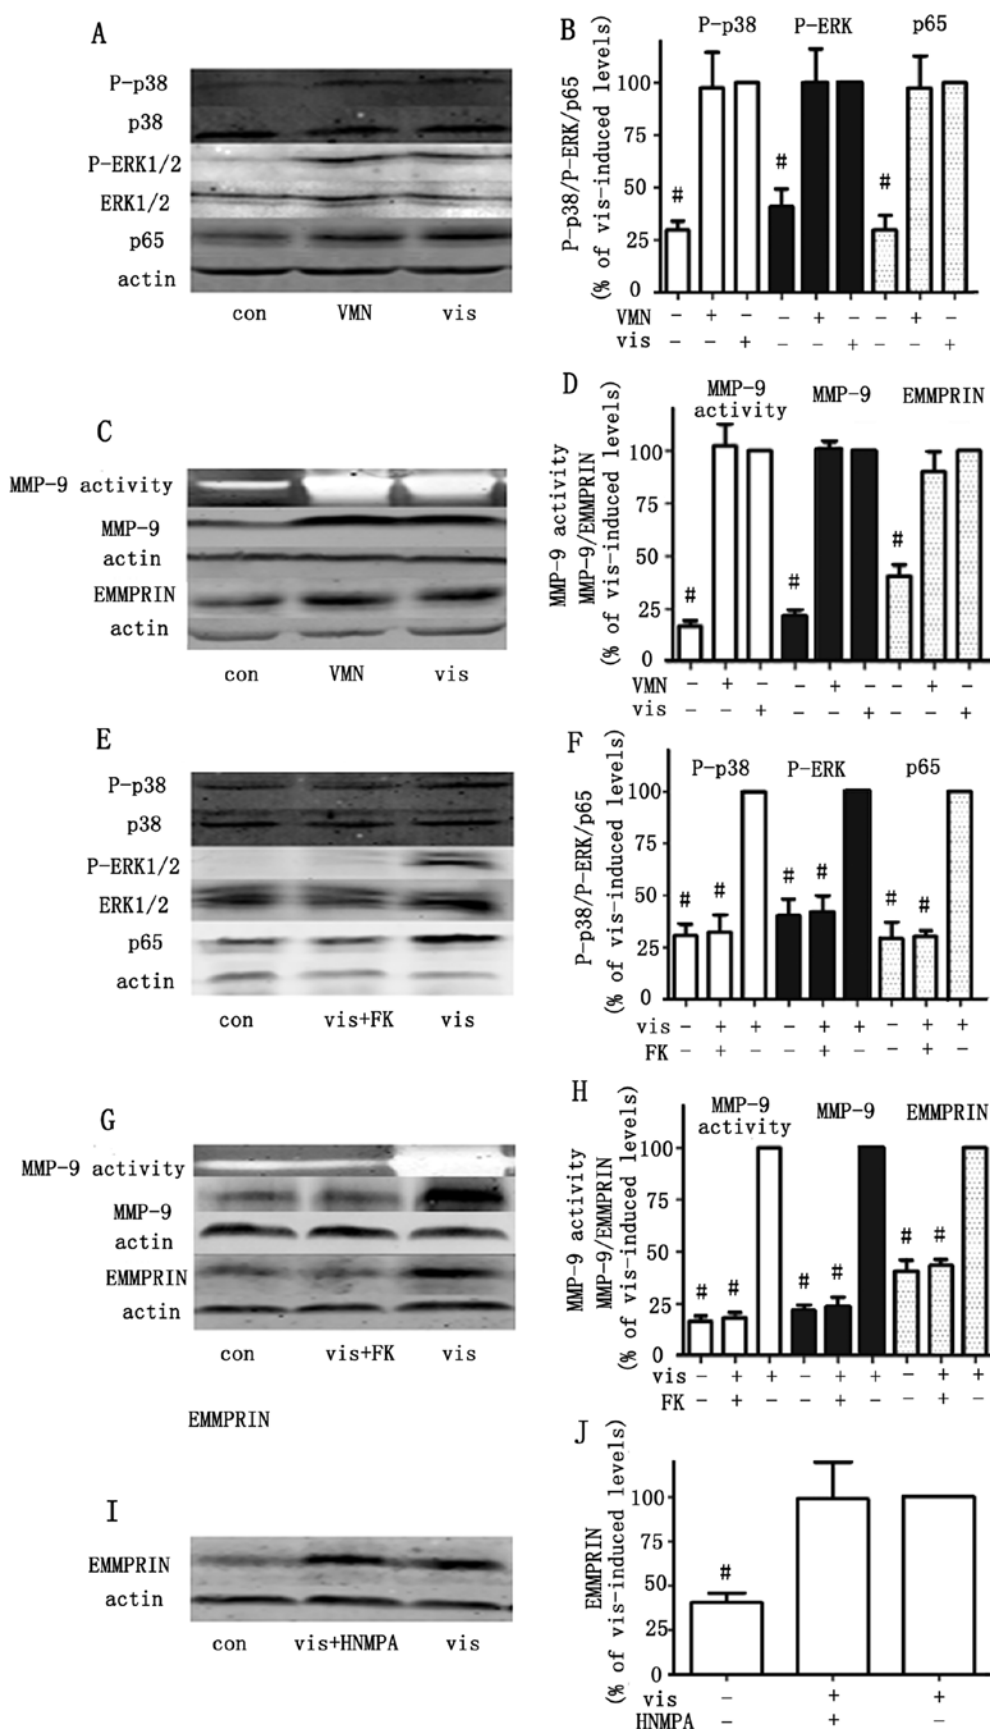 A
P-p38
p38
P-ERK1/2
ERK1/2
p65
actin
con VMN vis
B
P-p38 P-ERK p65
P-p38/P-ERK/p65
(% of vis-induced levels)
100
75
50
25
0
# # #
VMN - + - - + - - + -
vis - - + - - + - - +
C
MMP-9 activity
MMP-9
actin
EMMPRIN
actin
con VMN vis
D
MMP-9 activity MMP-9 EMMPRIN
MMP-9 activity
MMP-9/EMMPRIN
(% of vis-induced levels)
100
75
50
25
0
# # #
VMN - + - - + - - + -
vis - - + - - + - - +
E
P-p38
p38
P-ERK1/2
ERK1/2
p65
actin
con vis+FK vis
F
P-p38 P-ERK p65
P-p38/P-ERK/p65
(% of vis-induced levels)
100
75
50
25
0
# # # # # #
vis - + + - + + - + +
FK - + - - + - - + -
G
MMP-9 activity
MMP-9
actin
EMMPRIN
actin
con vis+FK vis
H
MMP-9 activity MMP-9 EMMPRIN
MMP-9 activity
MMP-9/EMMPRIN
(% of vis-induced levels)
100
75
50
25
0
# # # # # #
vis - + + - + + - + +
FK - + - - + - - + -
EMMPRIN
I
EMMPRIN
actin
con vis+HNMPA vis
J
EMMPRIN
(% of vis-induced levels)
100
75
50
25
0
#
vis - + +
HNMPA - + -